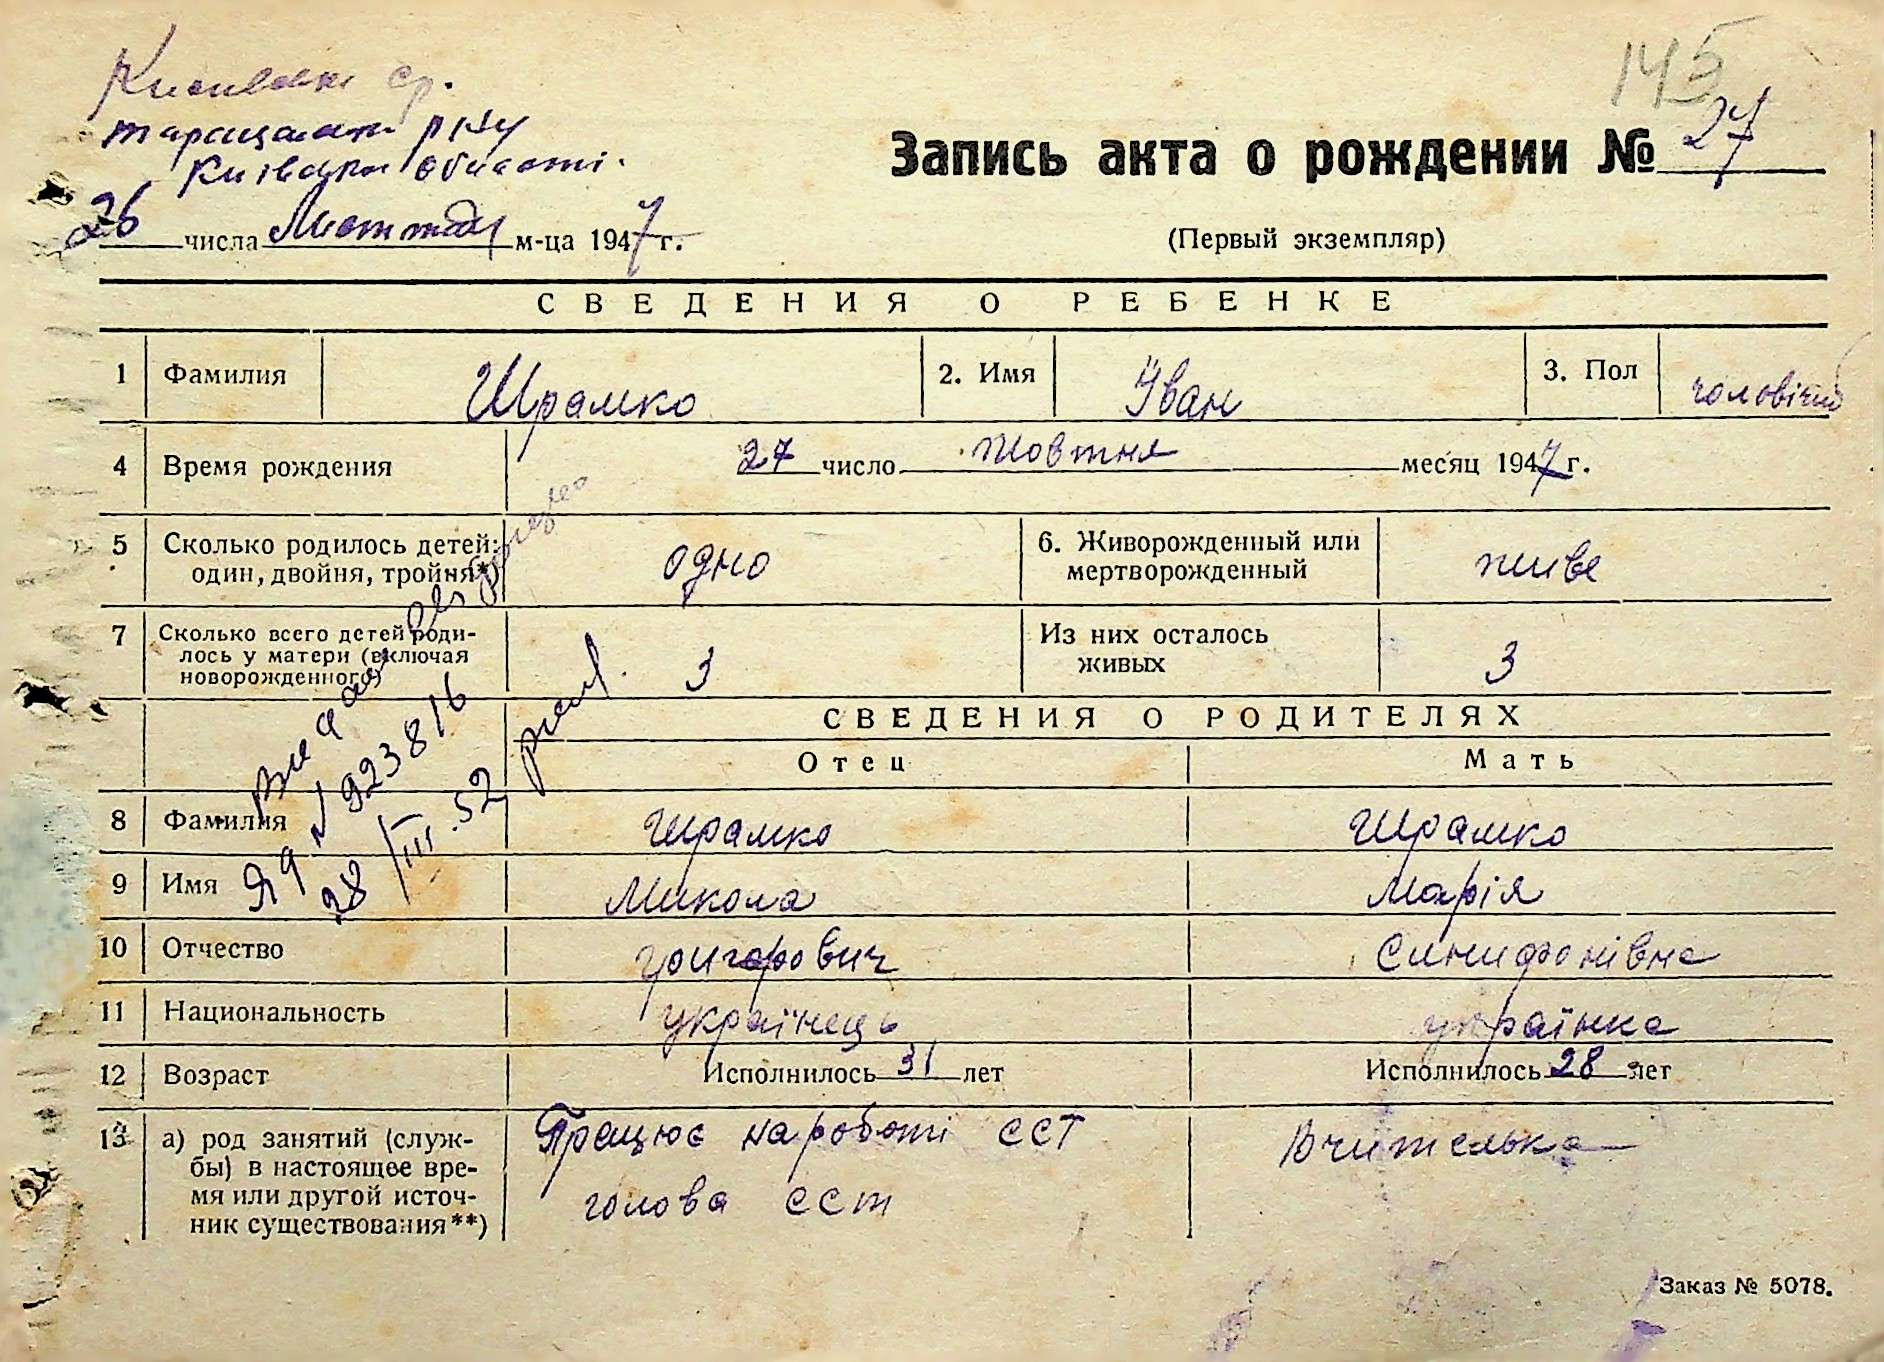 145
Київської області.
Запись акта о рождении № 27
26 числа Листопада м-ца 1947 г.
(Первый экземпляр)
СВЕДЕНИЯ О РЕБЕНКЕ
1 Фамилия Шрамко 2. Имя Іван 3. Пол чоловічий
4 Время рождения 27 число Жовтня месяц 1947 г.
5 Сколько родилось детей: один, двойня, тройня*) одно 6. Живорожденный или мертворожденный живе
7 Сколько всего детей родилось у матери (включая новорожденного) 3 Из них осталось живых 3
СВЕДЕНИЯ О РОДИТЕЛЯХ
Отец Мать
8 Фамилия Шрамко Шрамко
9 Имя Микола Марія
10 Отчество Григорович
11 Национальность українець українка
12 Возраст Исполнилось 31 лет Исполнилось 28 лет
13 а) род занятий (службы) в настоящее время или другой источник существования**) Працює на роботі ССТ Вчителька
голова ССТ
№ 923816
28/III.52
Заказ № 5078.